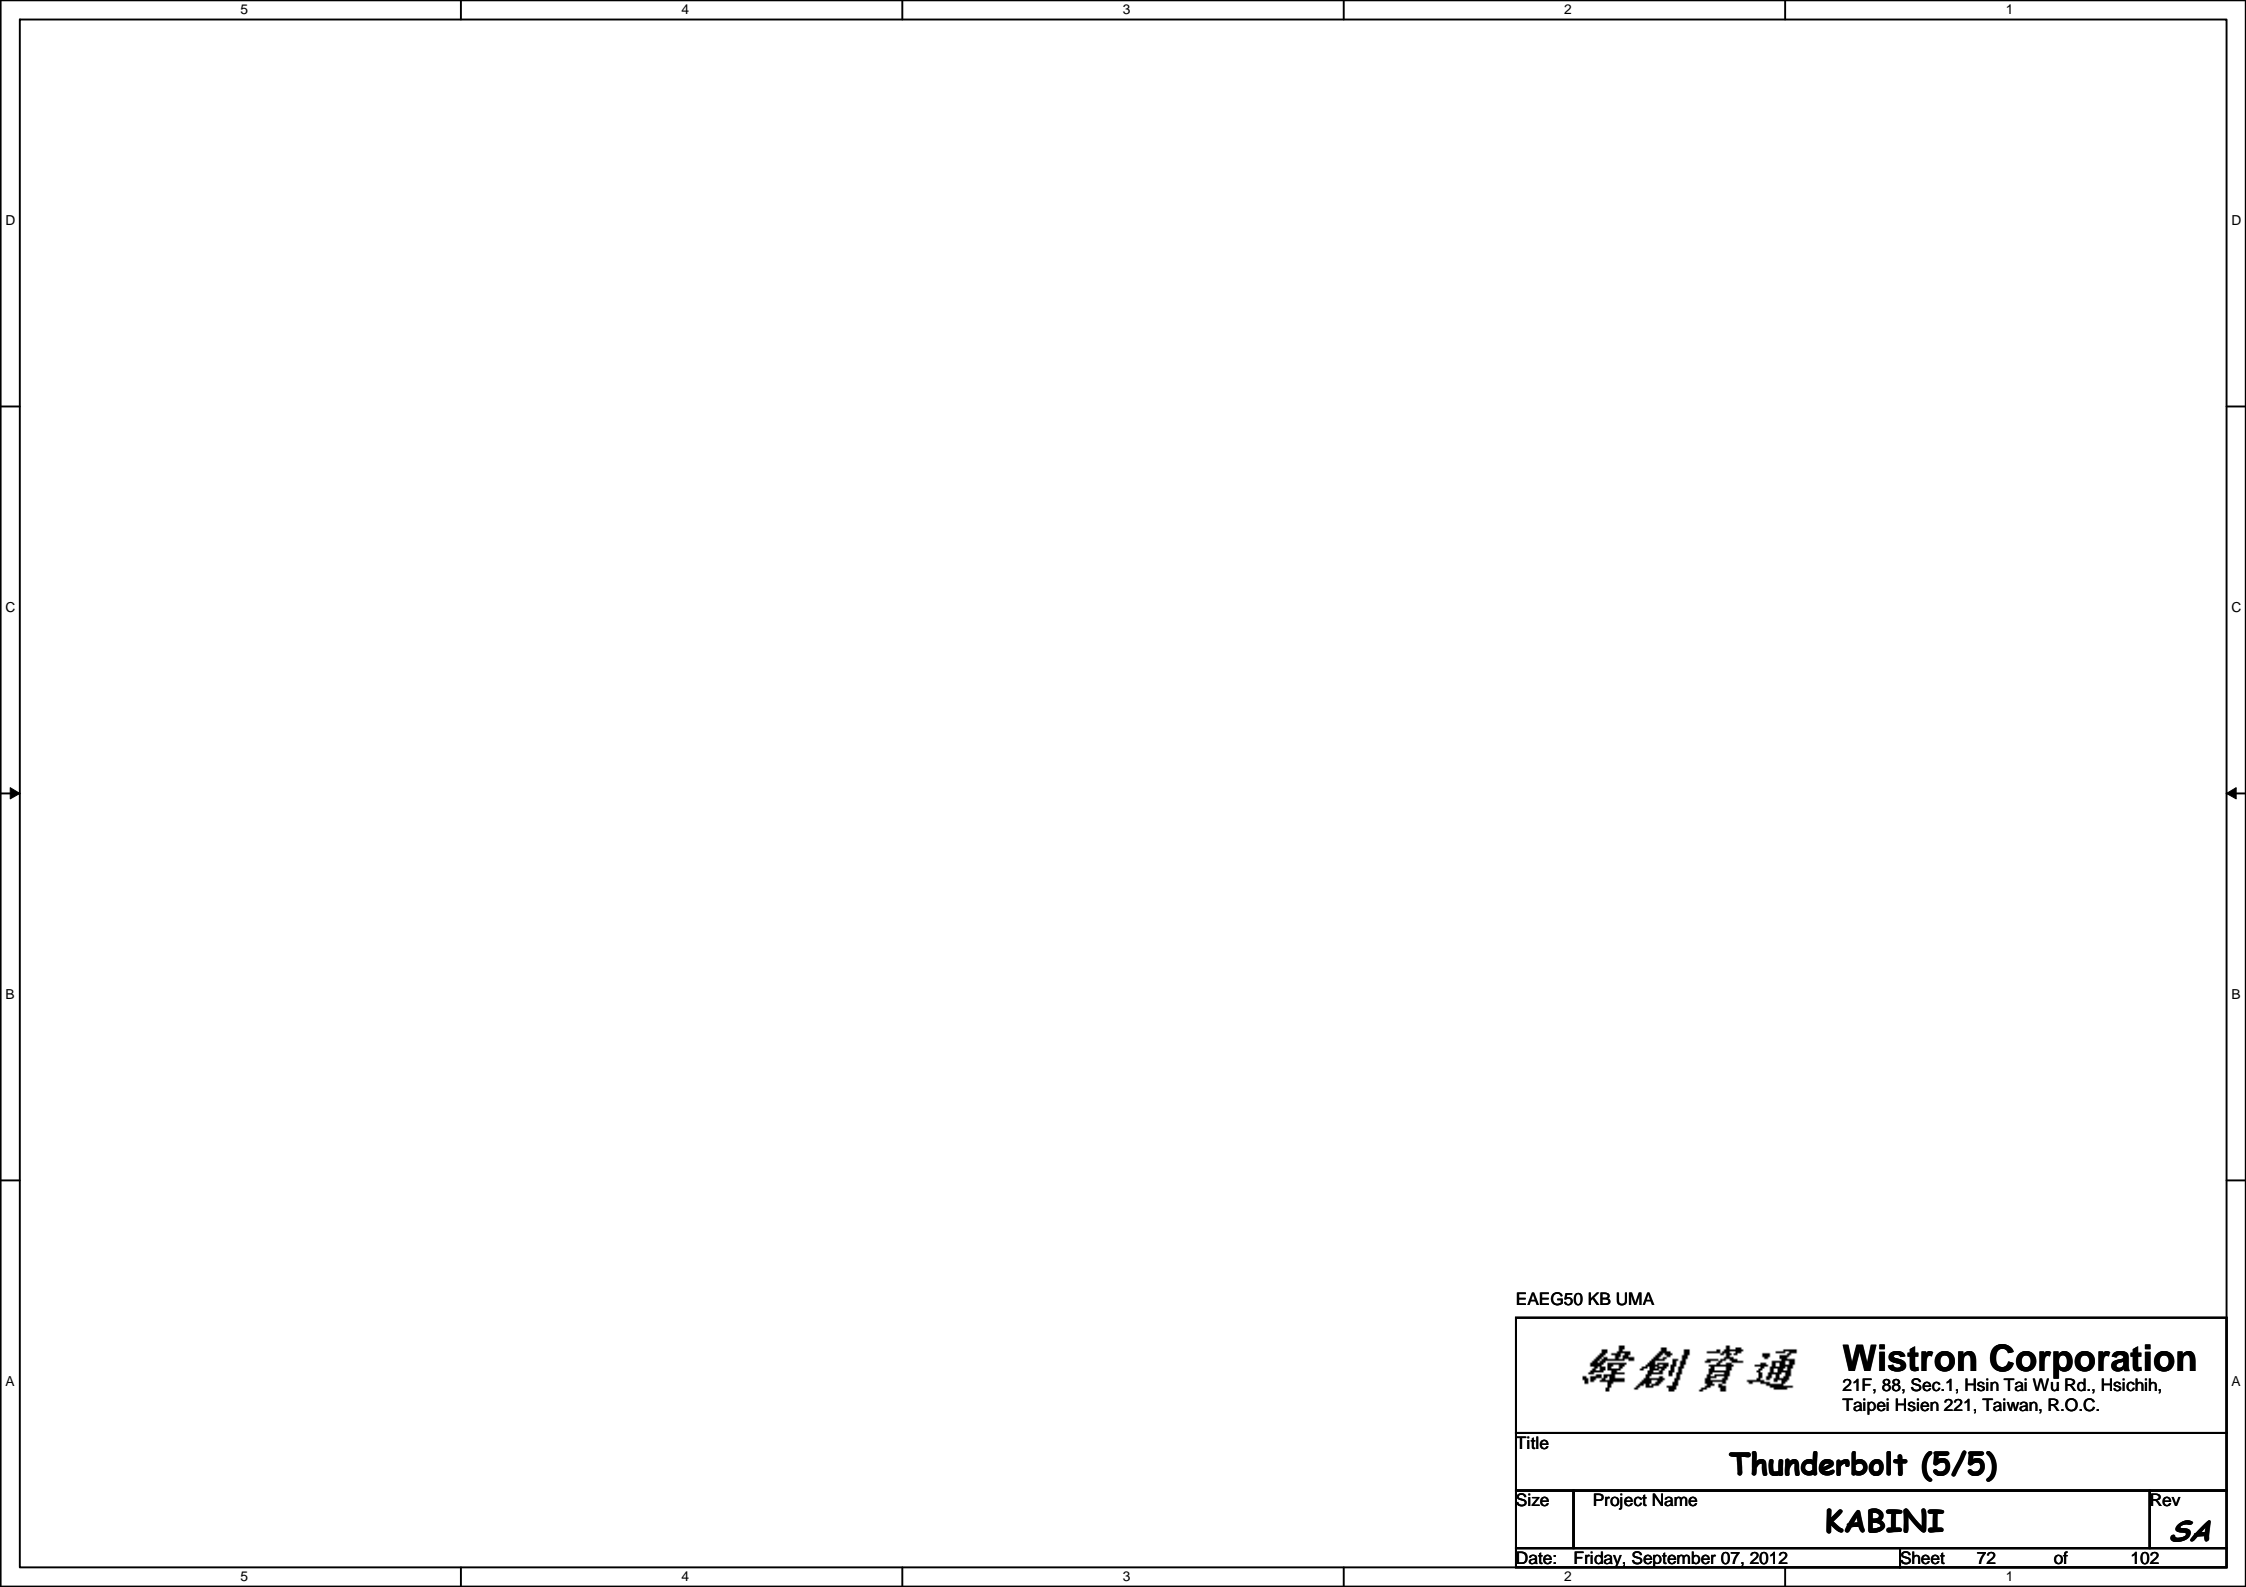 5 4 3 2 1
D D
C C
B B
A A
EAEG50 KB UMA
緯創資通
Wistron Corporation
21F, 88, Sec.1, Hsin Tai Wu Rd., Hsichih,
Taipei Hsien 221, Taiwan, R.O.C.
Title
Thunderbolt (5/5)
Size Project Name Rev
KABINI SA
Date: Friday, September 07, 2012 Sheet 72 of 102
5 4 3 2 1